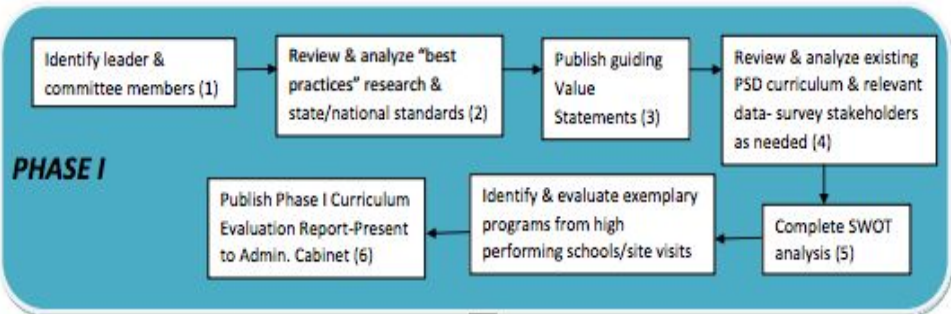 PHASE I
Identify leader &
committee members (1)
Review & analyze “best
practices” research &
state/national standards (2)
Publish guiding
Value
Statements (3)
Review & analyze existing
PSD curriculum & relevant
data- survey stakeholders
as needed (4)
Complete SWOT
analysis (5)
Identify & evaluate exemplary
programs from high
performing schools/site visits
Publish Phase I Curriculum
Evaluation Report-Present
to Admin. Cabinet (6)